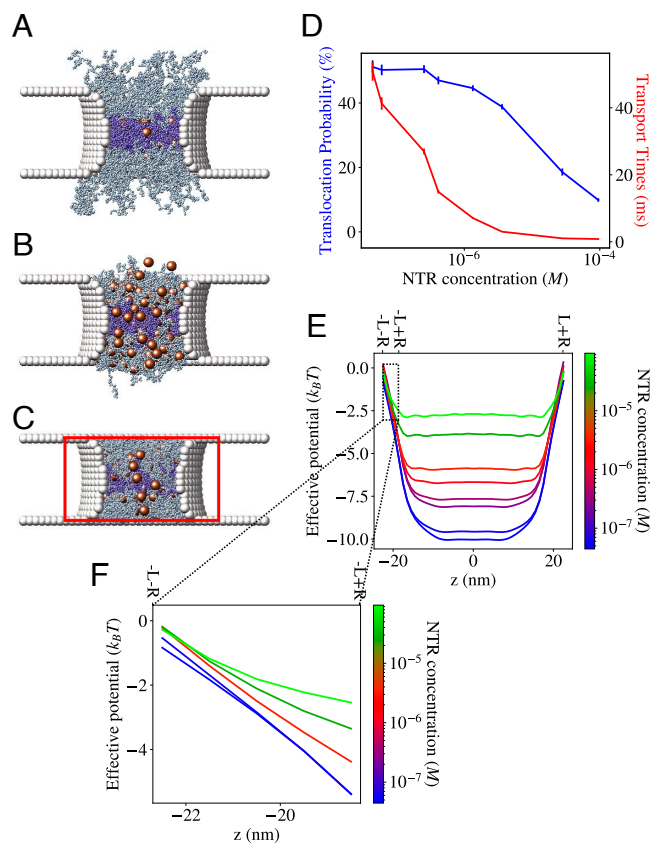 A
B
C
D
Translocation Probability (%)
40
20
0
Transport Times (ms)
40
20
0
10⁻⁶
10⁻⁴
NTR concentration (M)
E
-L-R
-L+R
L+R
Effective potential (k_BT)
0.0
−2.5
−5.0
−7.5
−10.0
−20
0
20
z (nm)
NTR concentration (M)
10⁻⁵
10⁻⁶
10⁻⁷
F
-L-R
-L+R
Effective potential (k_BT)
0
−2
−4
−22
−20
z (nm)
NTR concentration (M)
10⁻⁵
10⁻⁶
10⁻⁷